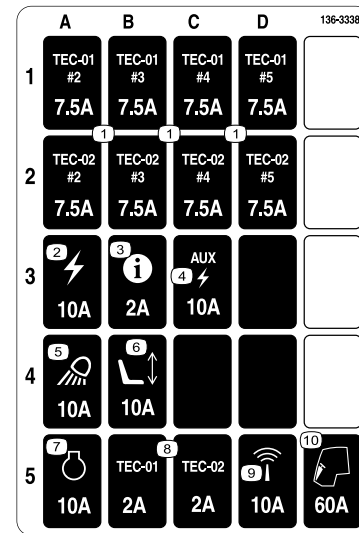 A B C D 136-3338
1
TEC-01 TEC-01 TEC-01 TEC-01
#2 #3 #4 #5
7.5A 7.5A 7.5A 7.5A
1 1 1
2
TEC-02 TEC-02 TEC-02 TEC-02
#2 #3 #4 #5
7.5A 7.5A 7.5A 7.5A
3
2 3 4
i AUX
10A 2A 10A
4
5 6
10A 10A
5
7 8 9 10
TEC-01 TEC-02
10A 2A 2A 10A 60A